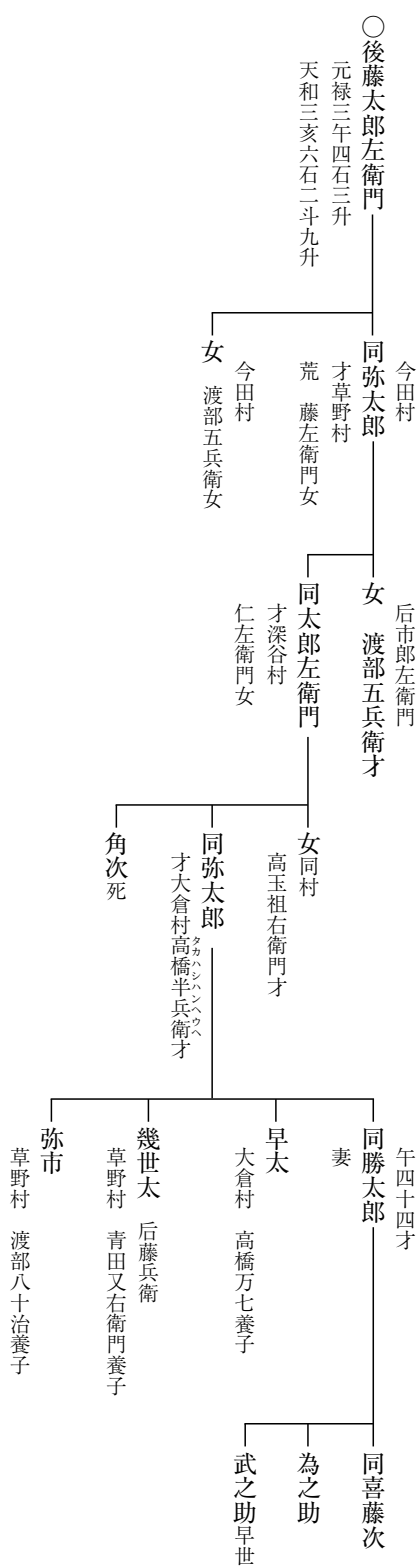 〇後藤太郎左衛門
元禄三午四石三升
天和三亥六石二斗九升
今田村
同弥太郎
才草野村
荒 藤左衛門女
今田村
女 渡部五兵衛女
后市郎左衛門
女 渡部五兵衛才
同太郎左衛門
才深谷村
仁左衛門女
女同村
高玉祖右衛門才
同弥太郎
才大倉村高橋半兵衛才
タカハシハンヘウヘ
角次死
午四十四才
同勝太郎
妻
早太
大倉村 高橋万七養子
幾世太 后藤兵衛
草野村 青田又右衛門養子
弥市
草野村 渡部八十治養子
同喜藤次
為之助
武之助早世